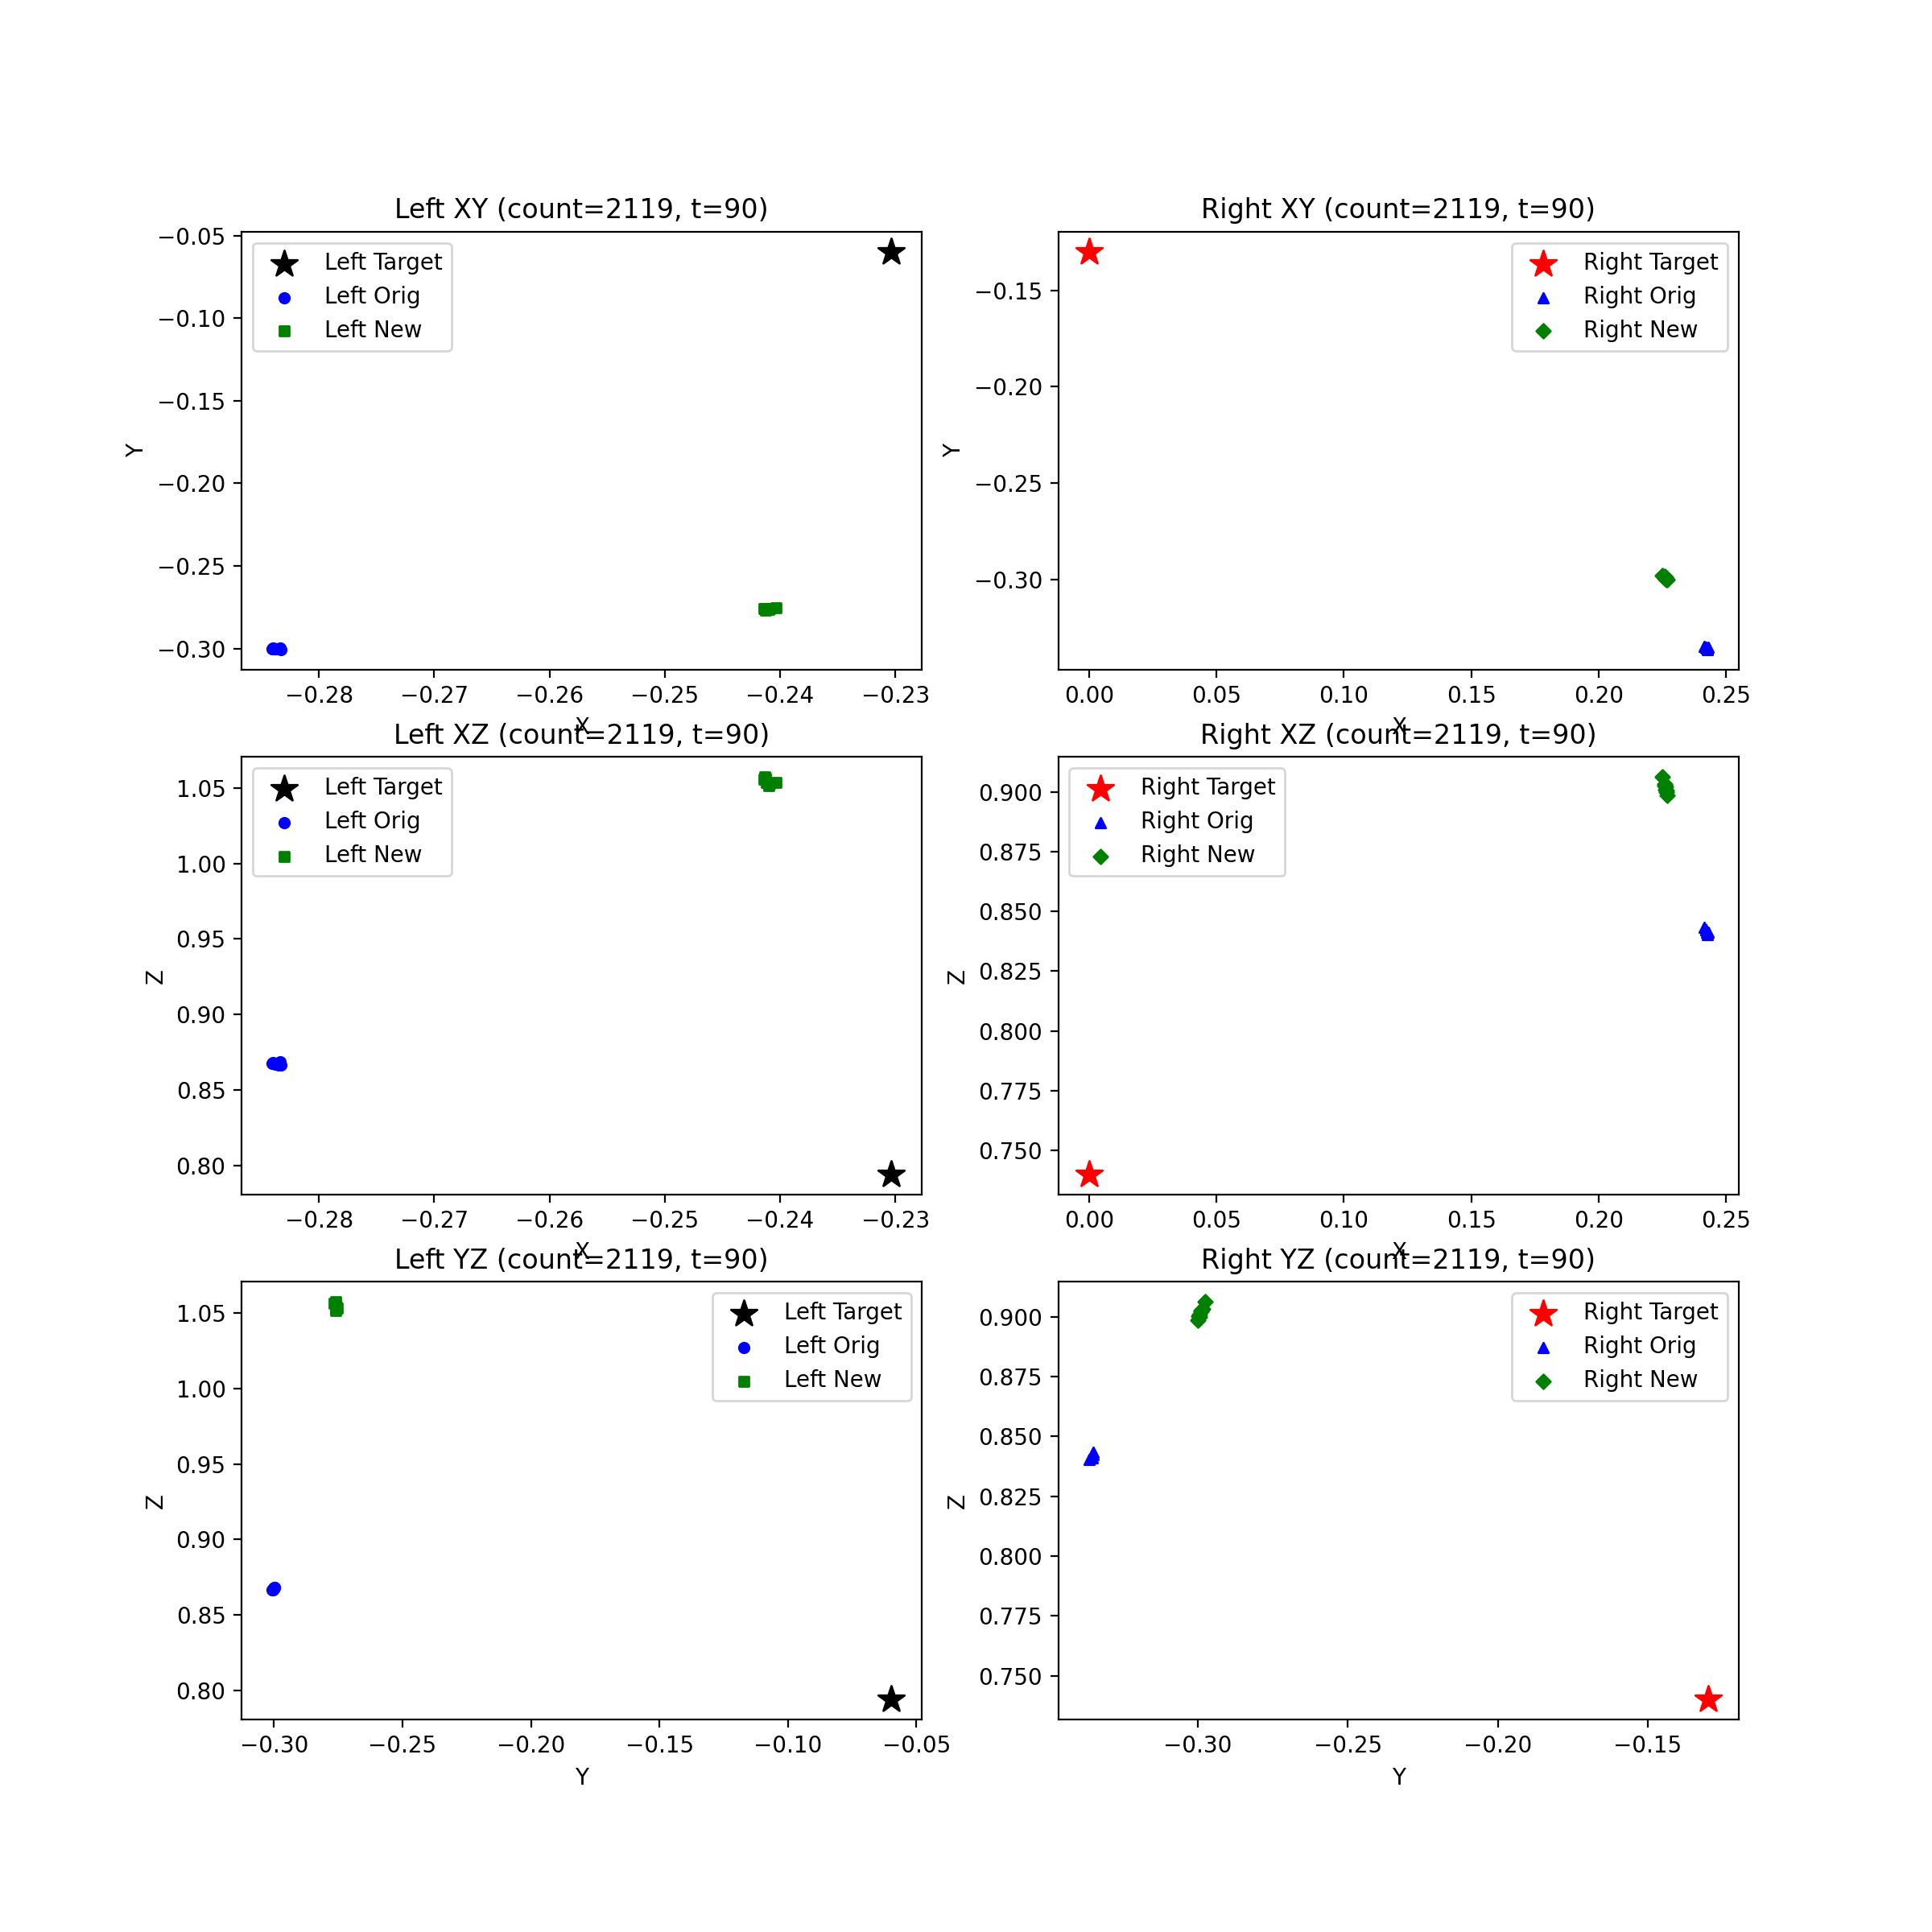 Left XY (count=2119, t=90)
−0.05
−0.10
−0.15
−0.20
−0.25
−0.30
Y
Left Target
Left Orig
Left New
−0.28 −0.27 −0.26 −0.25 −0.24 −0.23
X
Right XY (count=2119, t=90)
−0.15
−0.20
−0.25
−0.30
Y
Right Target
Right Orig
Right New
0.00 0.05 0.10 0.15 0.20 0.25
X
Left XZ (count=2119, t=90)
1.05
1.00
0.95
0.90
0.85
0.80
Z
Left Target
Left Orig
Left New
−0.28 −0.27 −0.26 −0.25 −0.24 −0.23
X
Right XZ (count=2119, t=90)
0.900
0.875
0.850
0.825
0.800
0.775
0.750
Z
Right Target
Right Orig
Right New
0.00 0.05 0.10 0.15 0.20 0.25
X
Left YZ (count=2119, t=90)
1.05
1.00
0.95
0.90
0.85
0.80
Z
Left Target
Left Orig
Left New
−0.30 −0.25 −0.20 −0.15 −0.10 −0.05
Y
Right YZ (count=2119, t=90)
0.900
0.875
0.850
0.825
0.800
0.775
0.750
Z
Right Target
Right Orig
Right New
−0.30 −0.25 −0.20 −0.15
Y